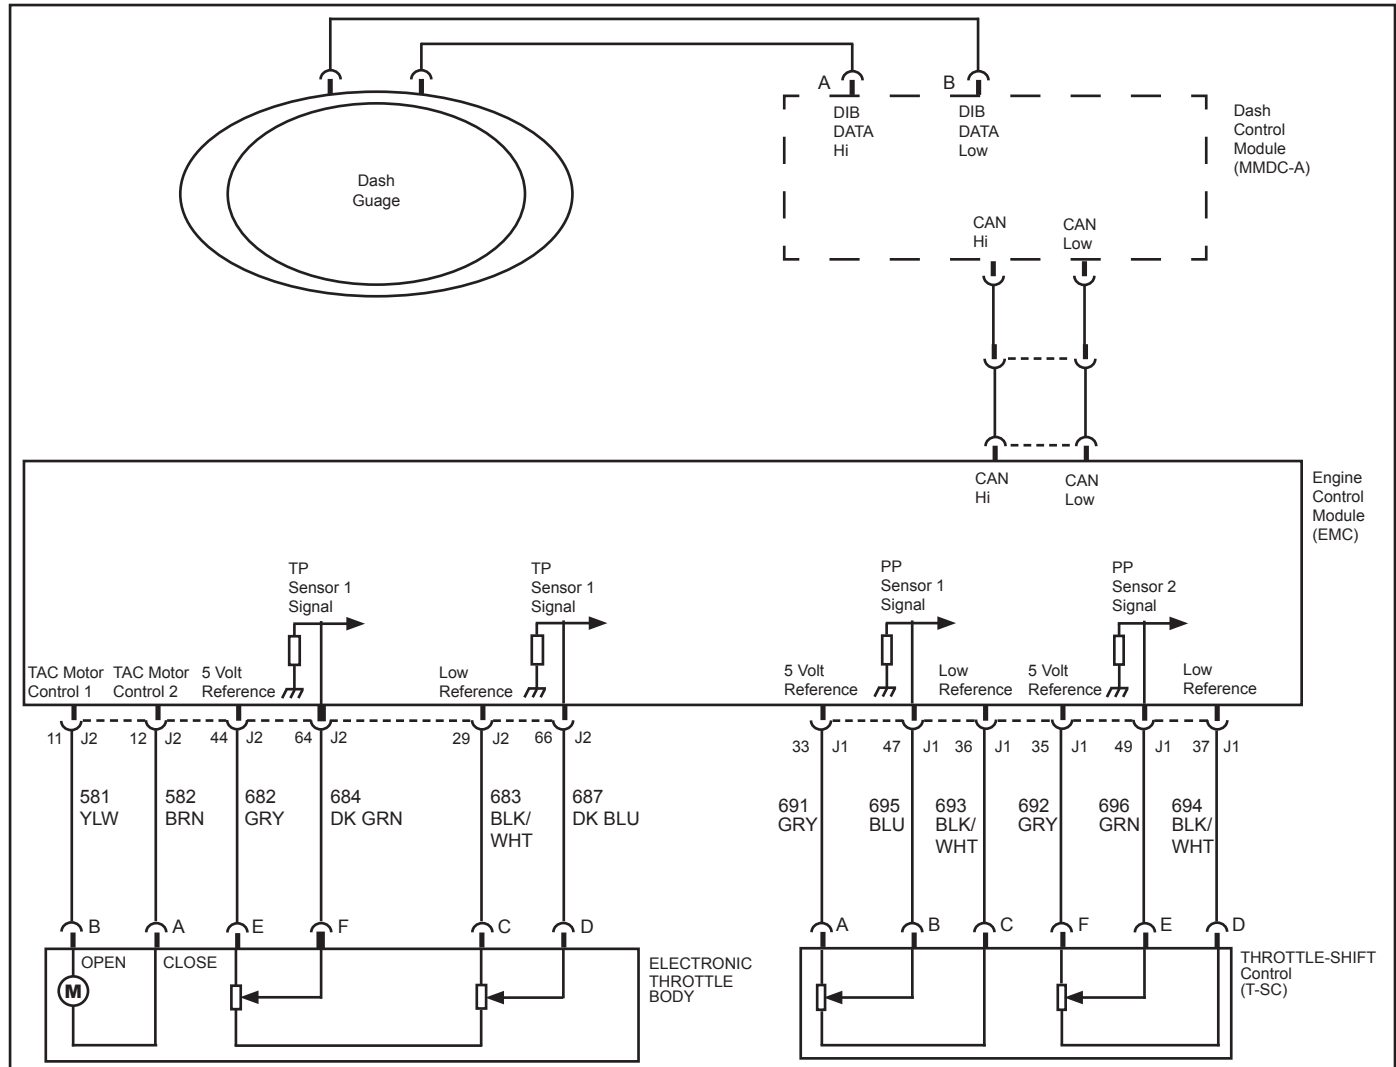 A
B
DIB
DATA
Hi
DIB
DATA
Low
Dash
Control
Module
(MMDC-A)
Dash
Guage
CAN
Hi
CAN
Low
CAN
Hi
CAN
Low
Engine
Control
Module
(EMC)
TP
Sensor 1
Signal
TP
Sensor 1
Signal
PP
Sensor 1
Signal
PP
Sensor 2
Signal
TAC Motor
Control 1
TAC Motor
Control 2
5 Volt
Reference
Low
Reference
5 Volt
Reference
Low
Reference
5 Volt
Reference
Low
Reference
11 J2
12 J2
44 J2
64 J2
29 J2
66 J2
33 J1
47 J1
36 J1
35 J1
49 J1
37 J1
581
YLW
582
BRN
682
GRY
684
DK GRN
683
BLK/
WHT
687
DK BLU
691
GRY
695
BLU
693
BLK/
WHT
692
GRY
696
GRN
694
BLK/
WHT
B
A
E
F
C
D
A
B
C
F
E
D
OPEN
CLOSE
M
ELECTRONIC
THROTTLE
BODY
THROTTLE-SHIFT
Control
(T-SC)